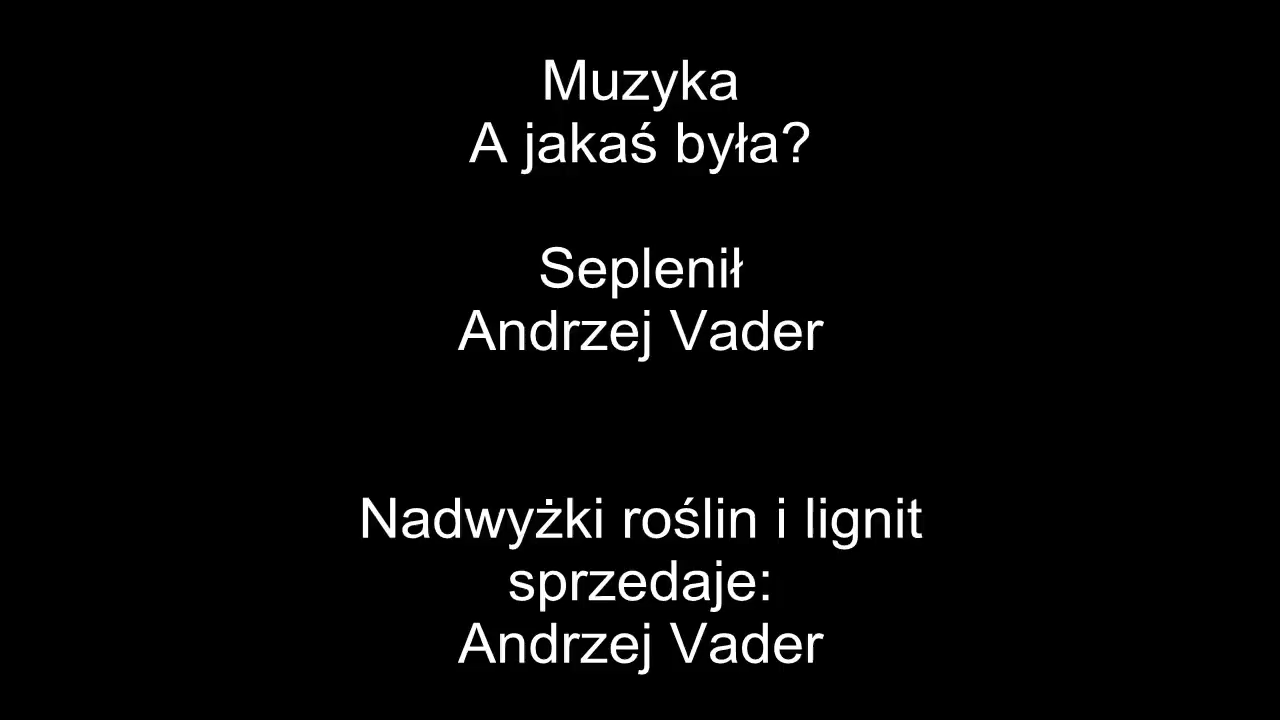 Muzyka
A jakaś była?
Seplenił
Andrzej Vader
Nadwyżki roślin i lignit
sprzedaje:
Andrzej Vader